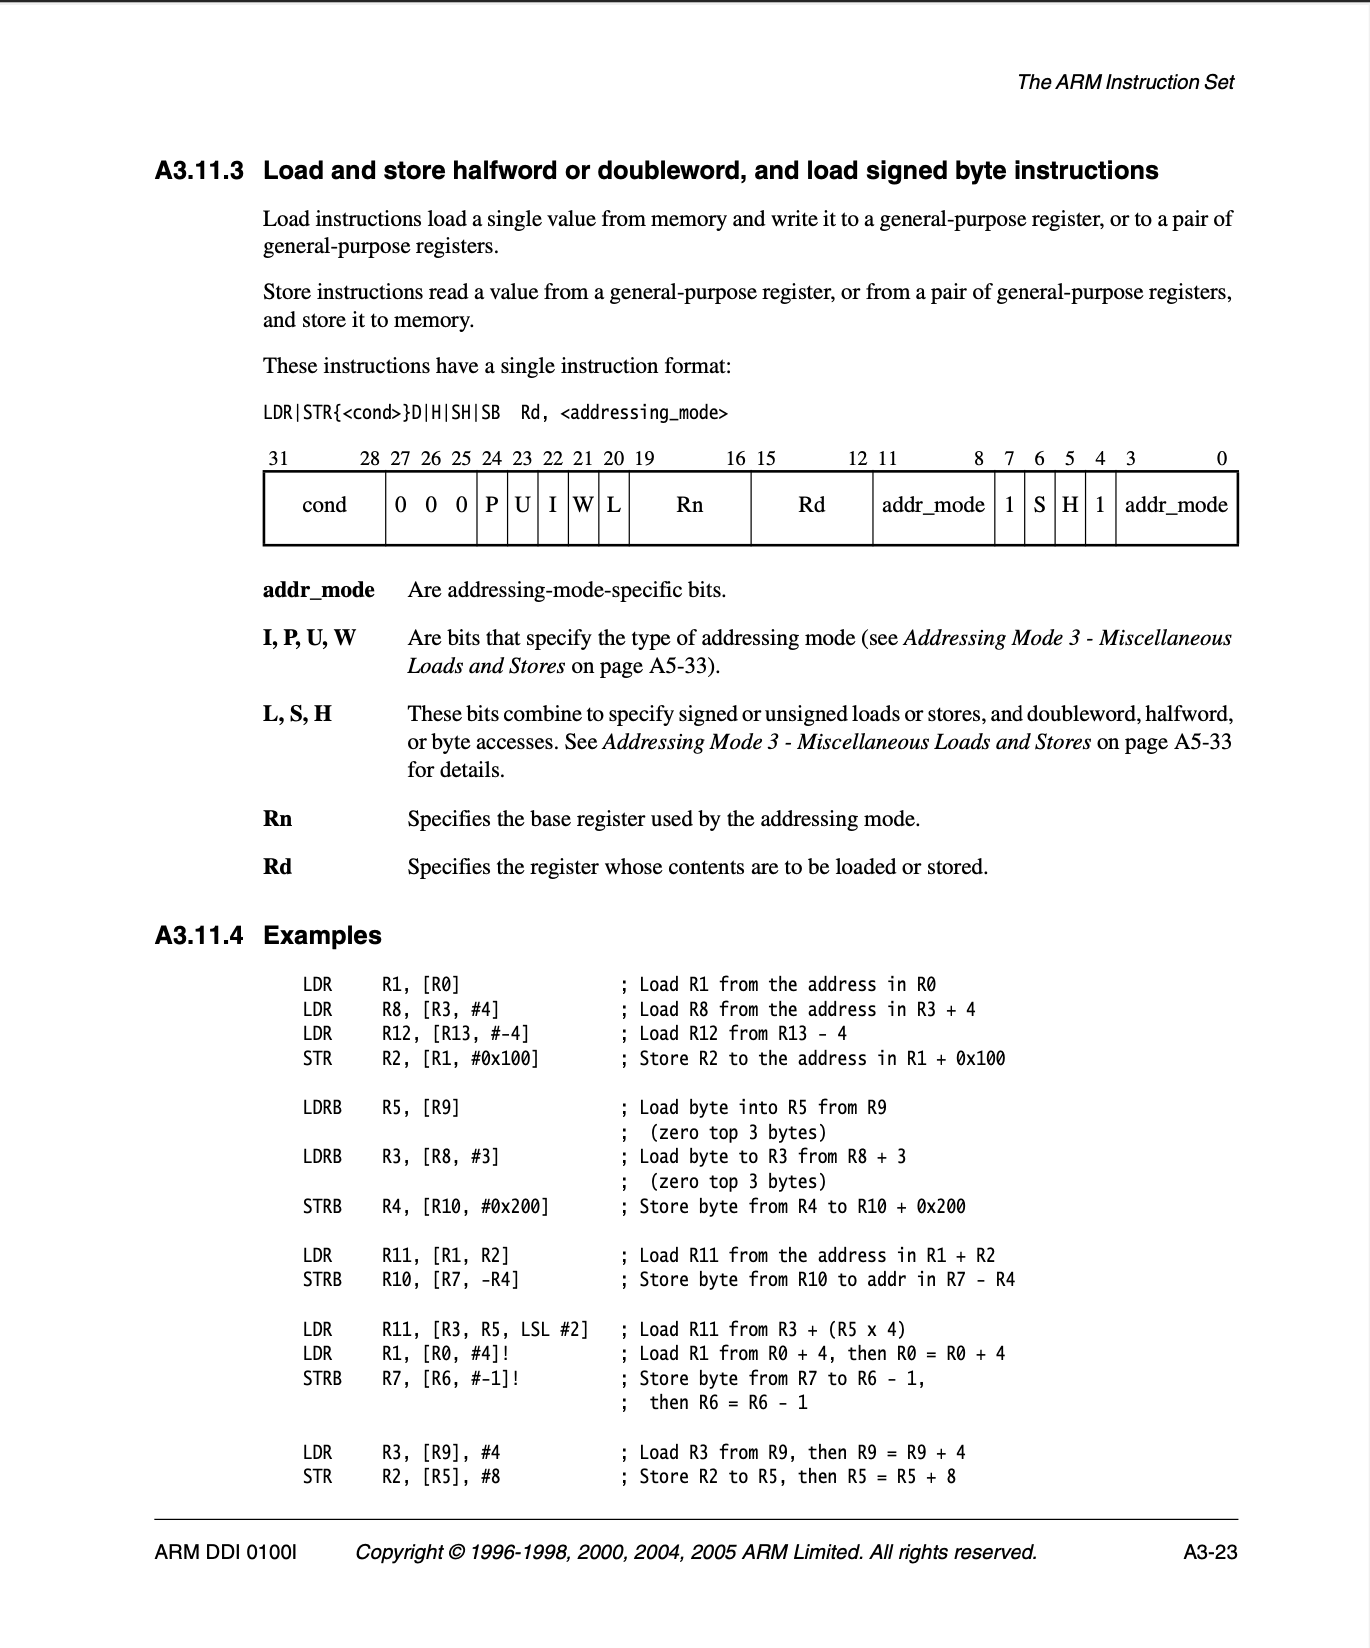 The ARM Instruction Set
A3.11.3 Load and store halfword or doubleword, and load signed byte instructions
Load instructions load a single value from memory and write it to a general-purpose register, or to a pair of
general-purpose registers.
Store instructions read a value from a general-purpose register, or from a pair of general-purpose registers,
and store it to memory.
These instructions have a single instruction format:
LDR|STR{<cond>}D|H|SH|SB Rd, <addressing_mode>
31 28 27 26 25 24 23 22 21 20 19 16 15 12 11 8 7 6 5 4 3 0
cond 0 0 0 P U I W L Rn Rd addr_mode 1 S H 1 addr_mode
addr_mode Are addressing-mode-specific bits.
I, P, U, W Are bits that specify the type of addressing mode (see Addressing Mode 3 - Miscellaneous
Loads and Stores on page A5-33).
L, S, H These bits combine to specify signed or unsigned loads or stores, and doubleword, halfword,
or byte accesses. See Addressing Mode 3 - Miscellaneous Loads and Stores on page A5-33
for details.
Rn Specifies the base register used by the addressing mode.
Rd Specifies the register whose contents are to be loaded or stored.
A3.11.4 Examples
LDR R1, [R0] ; Load R1 from the address in R0
LDR R8, [R3, #4] ; Load R8 from the address in R3 + 4
LDR R12, [R13, #-4] ; Load R12 from R13 - 4
STR R2, [R1, #0x100] ; Store R2 to the address in R1 + 0x100
LDRB R5, [R9] ; Load byte into R5 from R9
; (zero top 3 bytes)
LDRB R3, [R8, #3] ; Load byte to R3 from R8 + 3
; (zero top 3 bytes)
STRB R4, [R10, #0x200] ; Store byte from R4 to R10 + 0x200
LDR R11, [R1, R2] ; Load R11 from the address in R1 + R2
STRB R10, [R7, -R4] ; Store byte from R10 to addr in R7 - R4
LDR R11, [R3, R5, LSL #2] ; Load R11 from R3 + (R5 x 4)
LDR R1, [R0, #4]! ; Load R1 from R0 + 4, then R0 = R0 + 4
STRB R7, [R6, #-1]! ; Store byte from R7 to R6 - 1,
; then R6 = R6 - 1
LDR R3, [R9], #4 ; Load R3 from R9, then R9 = R9 + 4
STR R2, [R5], #8 ; Store R2 to R5, then R5 = R5 + 8
ARM DDI 0100I Copyright © 1996-1998, 2000, 2004, 2005 ARM Limited. All rights reserved. A3-23